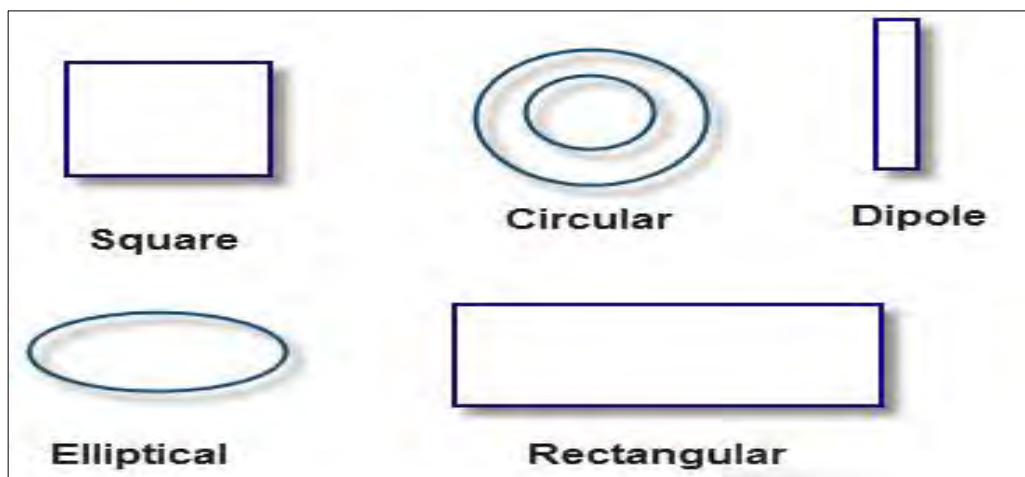 Square
Circular
Dipole
Elliptical
Rectangular